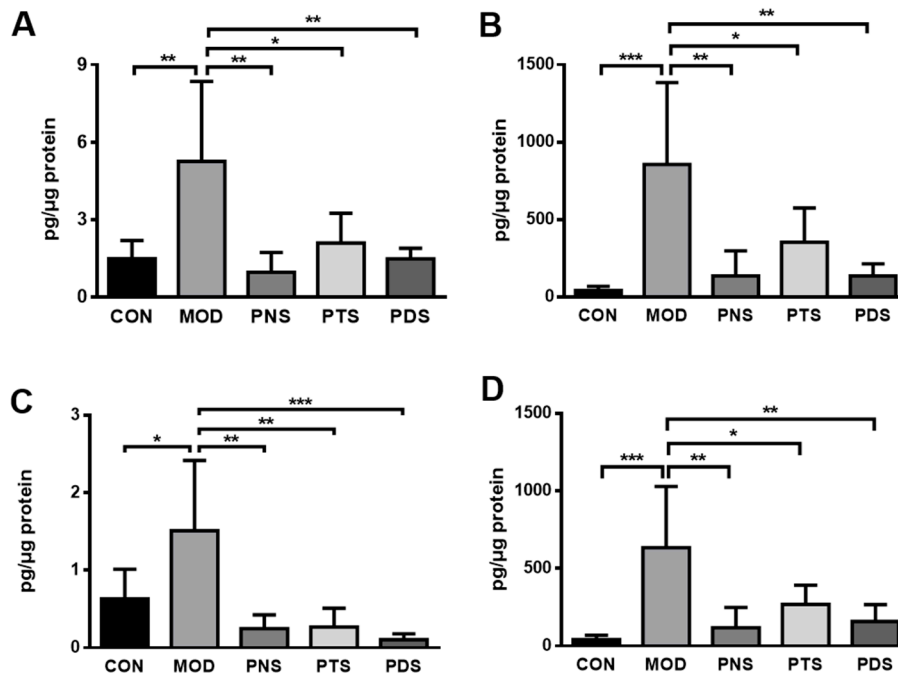 A
**
*
** **
9
6
3
0
pg/µg protein
CON MOD PNS PTS PDS
B
**
*
*** **
1500
1000
500
0
pg/µg protein
CON MOD PNS PTS PDS
C
***
**
* **
3
2
1
0
pg/µg protein
CON MOD PNS PTS PDS
D
**
*
*** **
1500
1000
500
0
pg/µg protein
CON MOD PNS PTS PDS